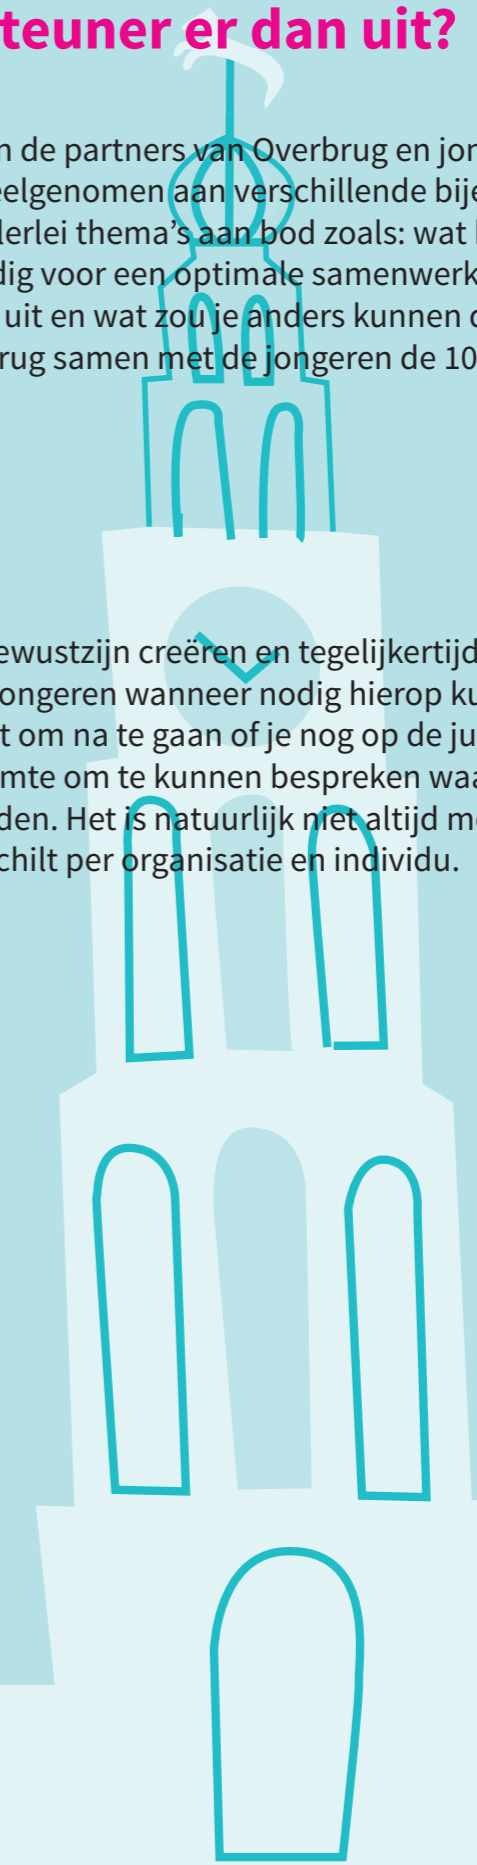 teuner er dan uit?
n de partners van Overbrug en jon
eelgenomen aan verschillende bije
lerlei thema's aan bod zoals: wat
dig voor een optimale samenwerk
uit en wat zou je anders kunnen
rug samen met de jongeren de 10
ewustzijn creëren en tegelijkertijd
ongeren wanneer nodig hierop ku
t om na te gaan of je nog op de ju
mte om te kunnen bespreken waa
den. Het is natuurlijk niet altijd m
chilt per organisatie en individu.